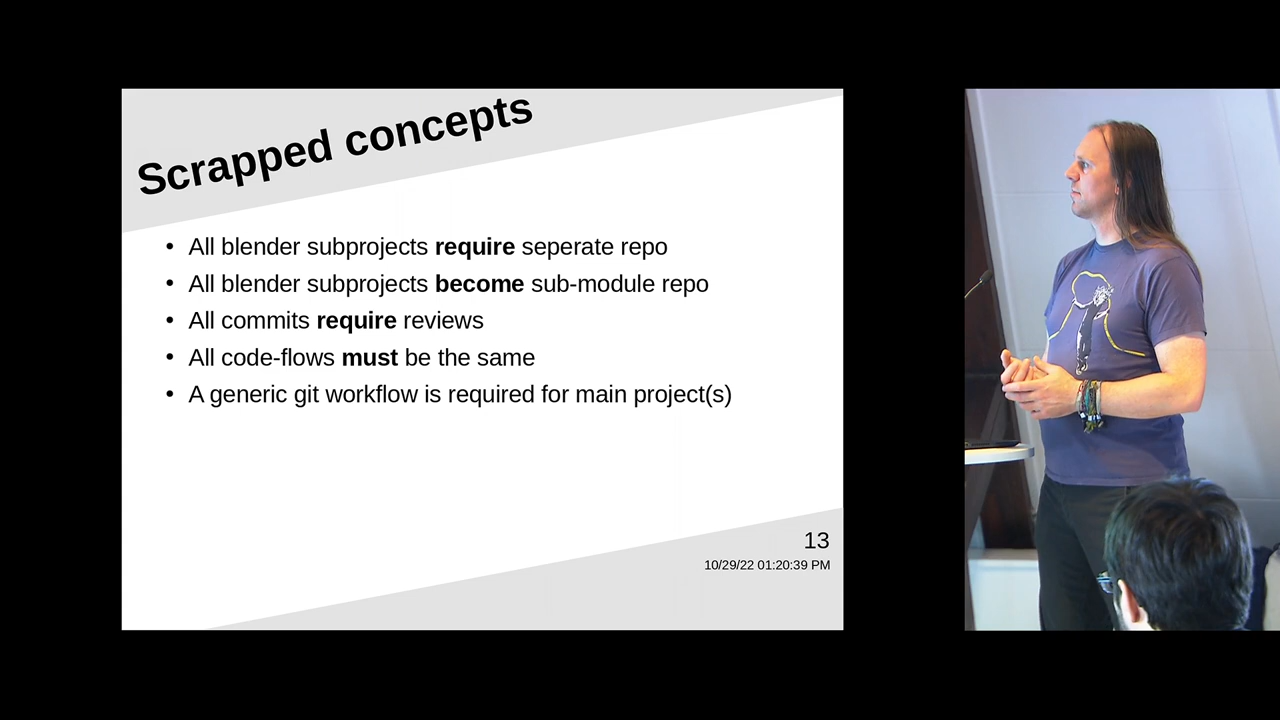 Scrapped concepts
• All blender subprojects require seperate repo
• All blender subprojects become sub-module repo
• All commits require reviews
• All code-flows must be the same
• A generic git workflow is required for main project(s)
13
10/29/22 01:20:39 PM